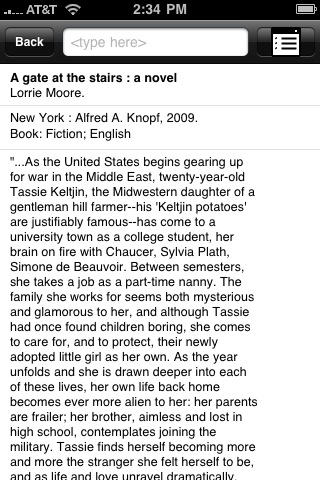 AT&T 2:34 PM
Back <type here>
A gate at the stairs : a novel
Lorrie Moore.
New York : Alfred A. Knopf, 2009.
Book: Fiction; English
"...As the United States begins gearing up
for war in the Middle East, twenty-year-old
Tassie Keltjin, the Midwestern daughter of a
gentleman hill farmer--his 'Keltjin potatoes'
are justifiably famous--has come to a
university town as a college student, her
brain on fire with Chaucer, Sylvia Plath,
Simone de Beauvoir. Between semesters,
she takes a job as a part-time nanny. The
family she works for seems both mysterious
and glamorous to her, and although Tassie
had once found children boring, she comes
to care for, and to protect, their newly
adopted little girl as her own. As the year
unfolds and she is drawn deeper into each
of these lives, her own life back home
becomes ever more alien to her: her parents
are frailer; her brother, aimless and lost in
high school, contemplates joining the
military. Tassie finds herself becoming more
and more the stranger she felt herself to be,
and as life and love unravel dramatically,